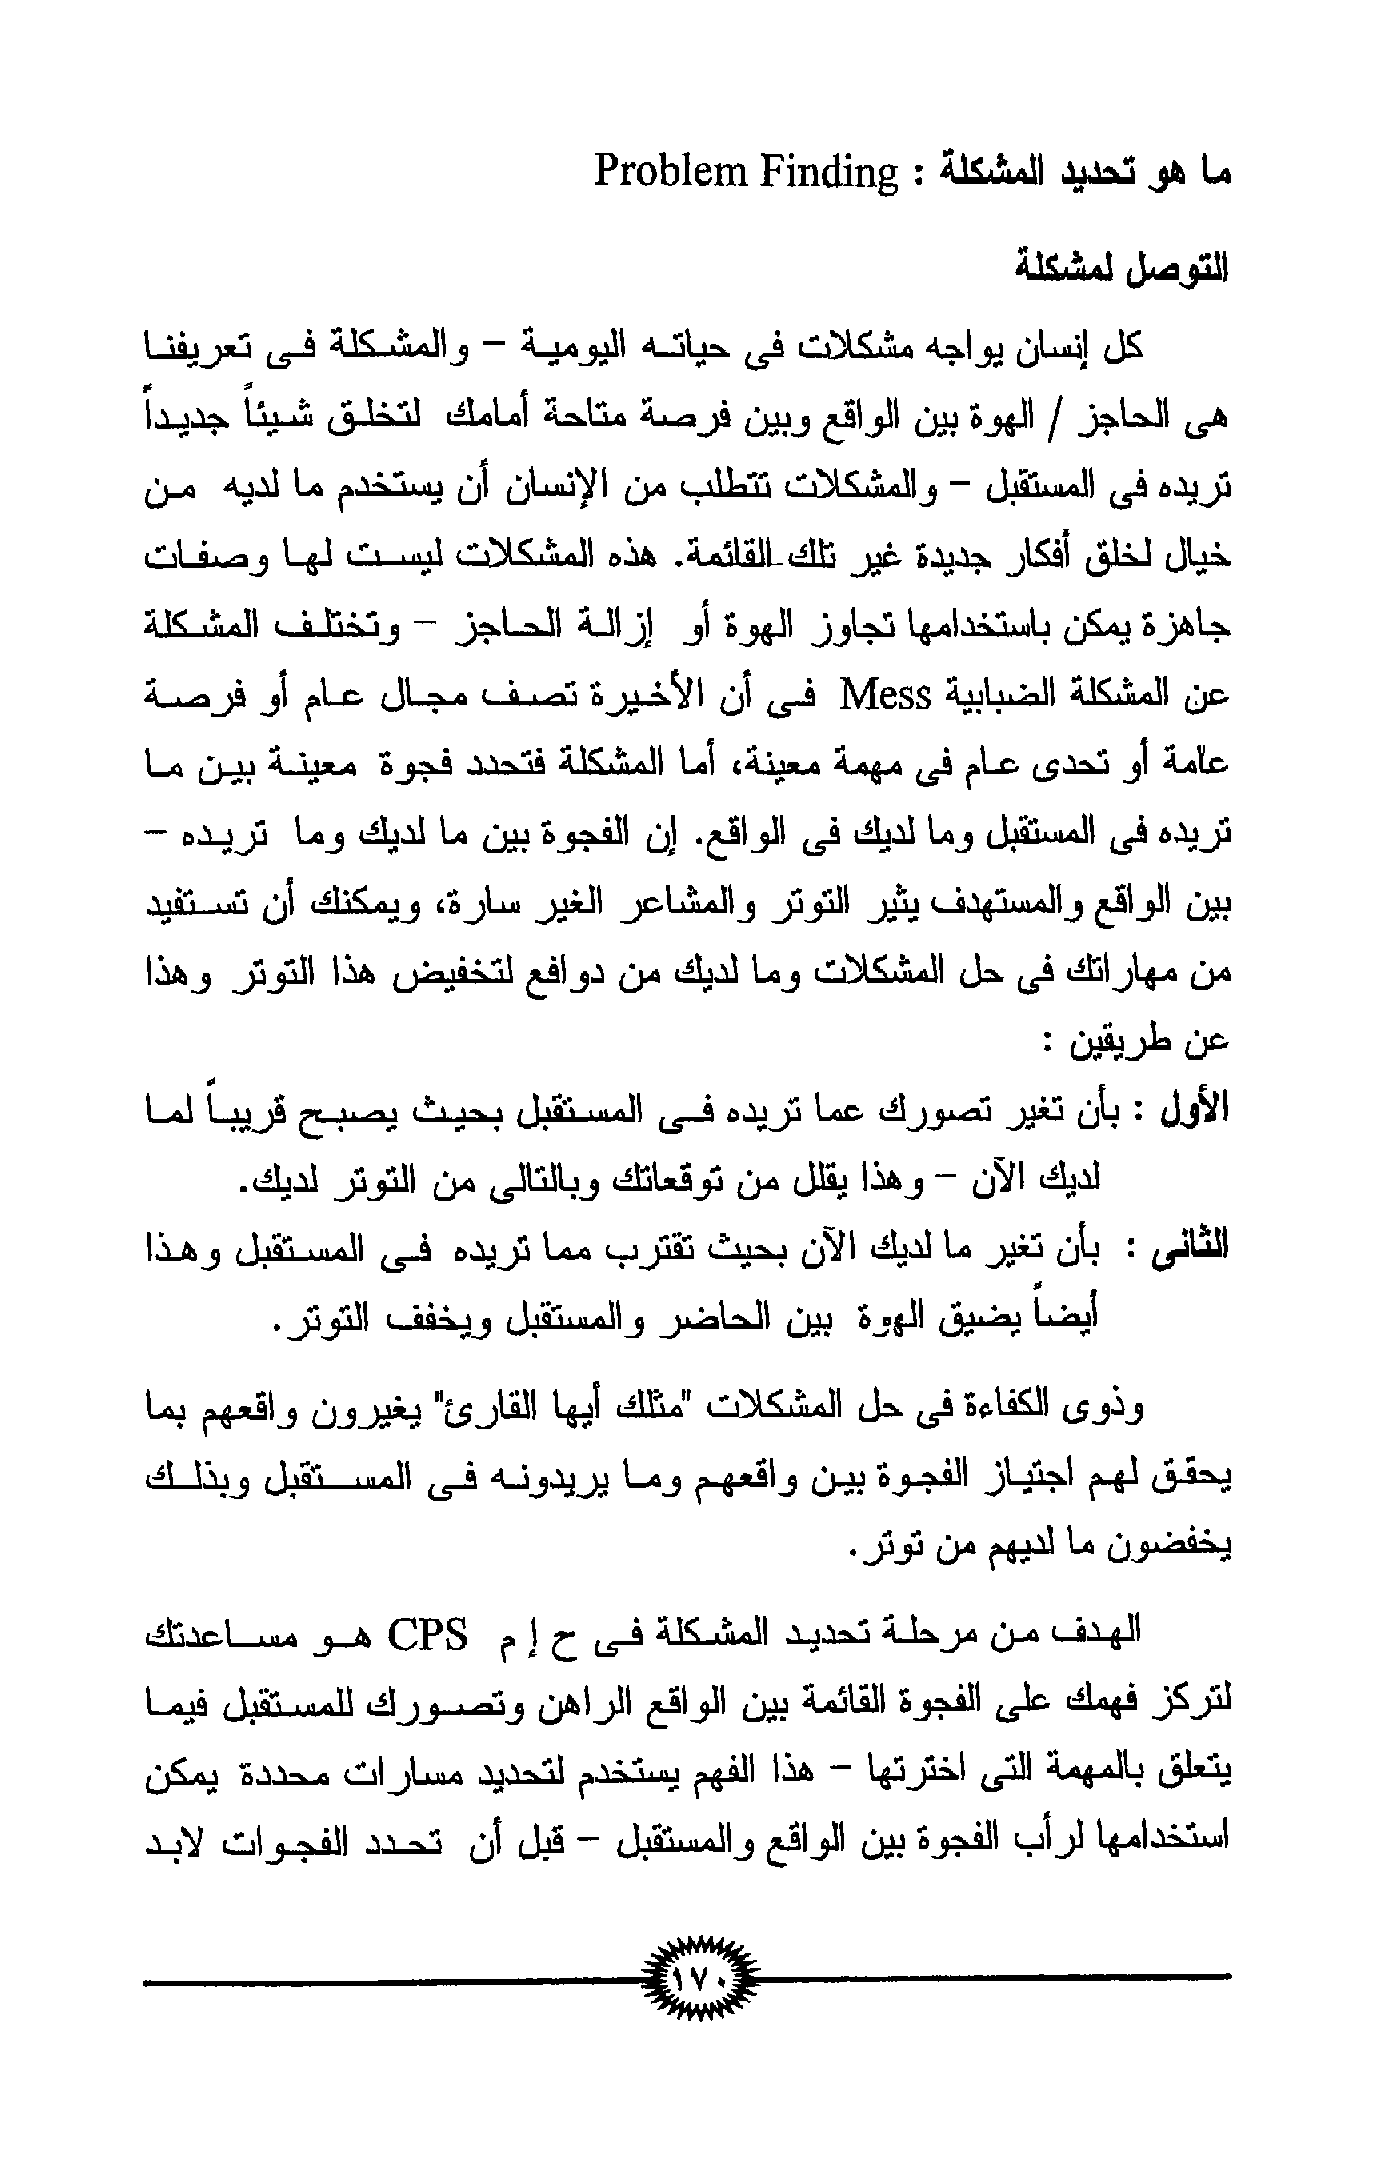 ما هو تحديد المشكلة : Problem Finding
التوصل لمشكلة
كل إنسان يواجه مشكلات فى حياته اليومية – والمشكلة فى تعريفنا
هى الحاجز / الهوة بين الواقع وبين فرصة متاحة أمامك لتخلق شيئاً جديداً
تريده فى المستقبل – والمشكلات تتطلب من الإنسان أن يستخدم ما لديه من
خيال لخلق أفكار جديدة غير تلك القائمة. هذه المشكلات ليست لها وصفات
جاهزة يمكن باستخدامها تجاوز الهوة أو إزالة الحاجز – وتختلف المشكلة
عن المشكلة الضبابية Mess فى أن الأخيرة تصف مجال عام أو فرصة
عامة أو تحدى عام فى مهمة معينة، أما المشكلة فتحدد فجوة معينة بين ما
تريده فى المستقبل وما لديك فى الواقع. إن الفجوة بين ما لديك وما تريده –
بين الواقع والمستهدف يثير التوتر والمشاعر الغير سارة، ويمكنك أن تستفيد
من مهاراتك فى حل المشكلات وما لديك من دوافع لتخفيض هذا التوتر وهذا
عن طريقين :
الأول : بأن تغير تصورك عما تريده فى المستقبل بحيث يصبح قريباً لما
لديك الآن – وهذا يقلل من توقعاتك وبالتالى من التوتر لديك.
الثانى : بأن تغير ما لديك الآن بحيث تقترب مما تريده فى المستقبل وهذا
أيضاً يضيق الهوة بين الحاضر والمستقبل ويخفف التوتر.
وذوى الكفاءة فى حل المشكلات "مثلك أيها القارئ" يغيرون واقعهم بما
يحقق لهم اجتياز الفجوة بين واقعهم وما يريدونه فى المستقبل وبذلك
يخفضون ما لديهم من توتر.
الهدف من مرحلة تحديد المشكلة فى ح إ م CPS هو مساعدتك
لتركز فهمك على الفجوة القائمة بين الواقع الراهن وتصورك للمستقبل فيما
يتعلق بالمهمة التى اخترتها – هذا الفهم يستخدم لتحديد مسارات محددة يمكن
استخدامها لرأب الفجوة بين الواقع والمستقبل – قبل أن تحدد الفجوات لابد
١٧٠